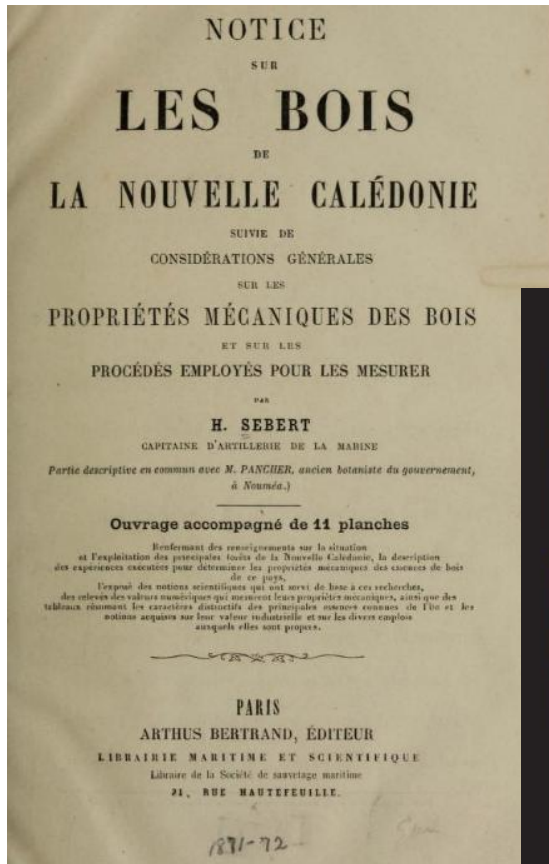 NOTICE
SUR
LES BOIS
DE
LA NOUVELLE CALÉDONIE
SUIVIE DE
CONSIDÉRATIONS GÉNÉRALES
SUR LES
PROPRIÉTÉS MÉCANIQUES DES BOIS
ET SUR LES
PROCÉDÉS EMPLOYÉS POUR LES MESURER
PAR
H. SEBERT
CAPITAINE D'ARTILLERIE DE LA MARINE
Partie descriptive en commun avec M. PANCHER, ancien botaniste du gouvernement,
à Nouméa.)
Ouvrage accompagné de 11 planches
Renfermant des renseignements sur la situation
et l'exploitation des principales forêts de la Nouvelle Calédonie, la description
des expériences exécutées pour déterminer les propriétés mécaniques des essences de bois
de ce pays,
l'exposé des notions scientifiques qui ont servi de base à ces recherches,
des relevés des valeurs numériques qui mesurent leurs propriétés mécaniques, ainsi que des
tableaux résumant les caractères distinctifs des principales essences connues de l'île et les
notions acquises sur leur valeur industrielle et sur les divers emplois
auxquels elles sont propres.
PARIS
ARTHUS BERTRAND, ÉDITEUR
LIBRAIRIE MARITIME ET SCIENTIFIQUE
Libraire de la Société de sauvetage maritime
21, RUE HAUTEFEUILLE.
1871-72